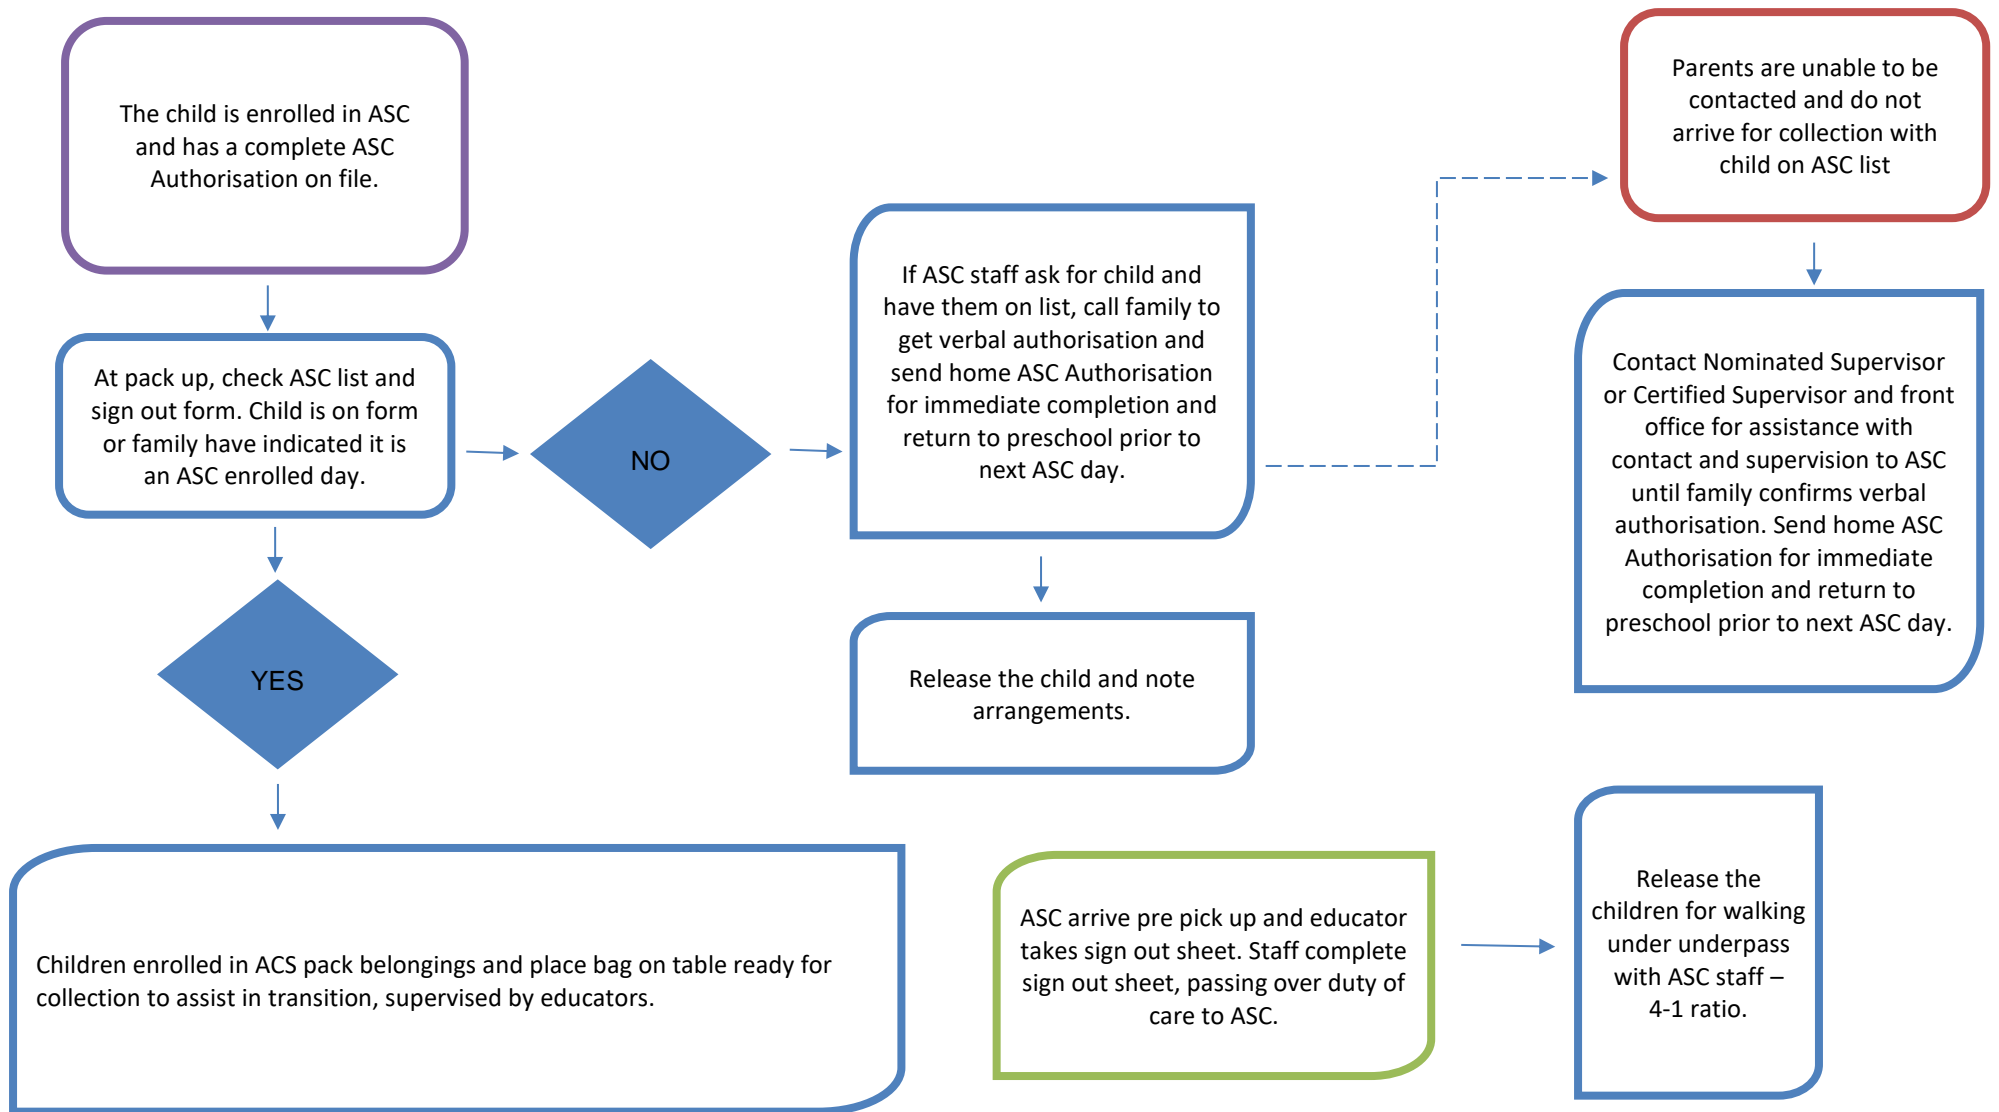 The child is enrolled in ASC
and has a complete ASC
Authorisation on file.
At pack up, check ASC list and
sign out form. Child is on form
or family have indicated it is
an ASC enrolled day.
NO
If ASC staff ask for child and
have them on list, call family to
get verbal authorisation and
send home ASC Authorisation
for immediate completion and
return to preschool prior to
next ASC day.
Release the child and note
arrangements.
Parents are unable to be
contacted and do not
arrive for collection with
child on ASC list
Contact Nominated Supervisor
or Certified Supervisor and front
office for assistance with
contact and supervision to ASC
until family confirms verbal
authorisation. Send home ASC
Authorisation for immediate
completion and return to
preschool prior to next ASC day.
YES
Children enrolled in ACS pack belongings and place bag on table ready for
collection to assist in transition, supervised by educators.
ASC arrive pre pick up and educator
takes sign out sheet. Staff complete
sign out sheet, passing over duty of
care to ASC.
Release the
children for walking
under underpass
with ASC staff –
4-1 ratio.